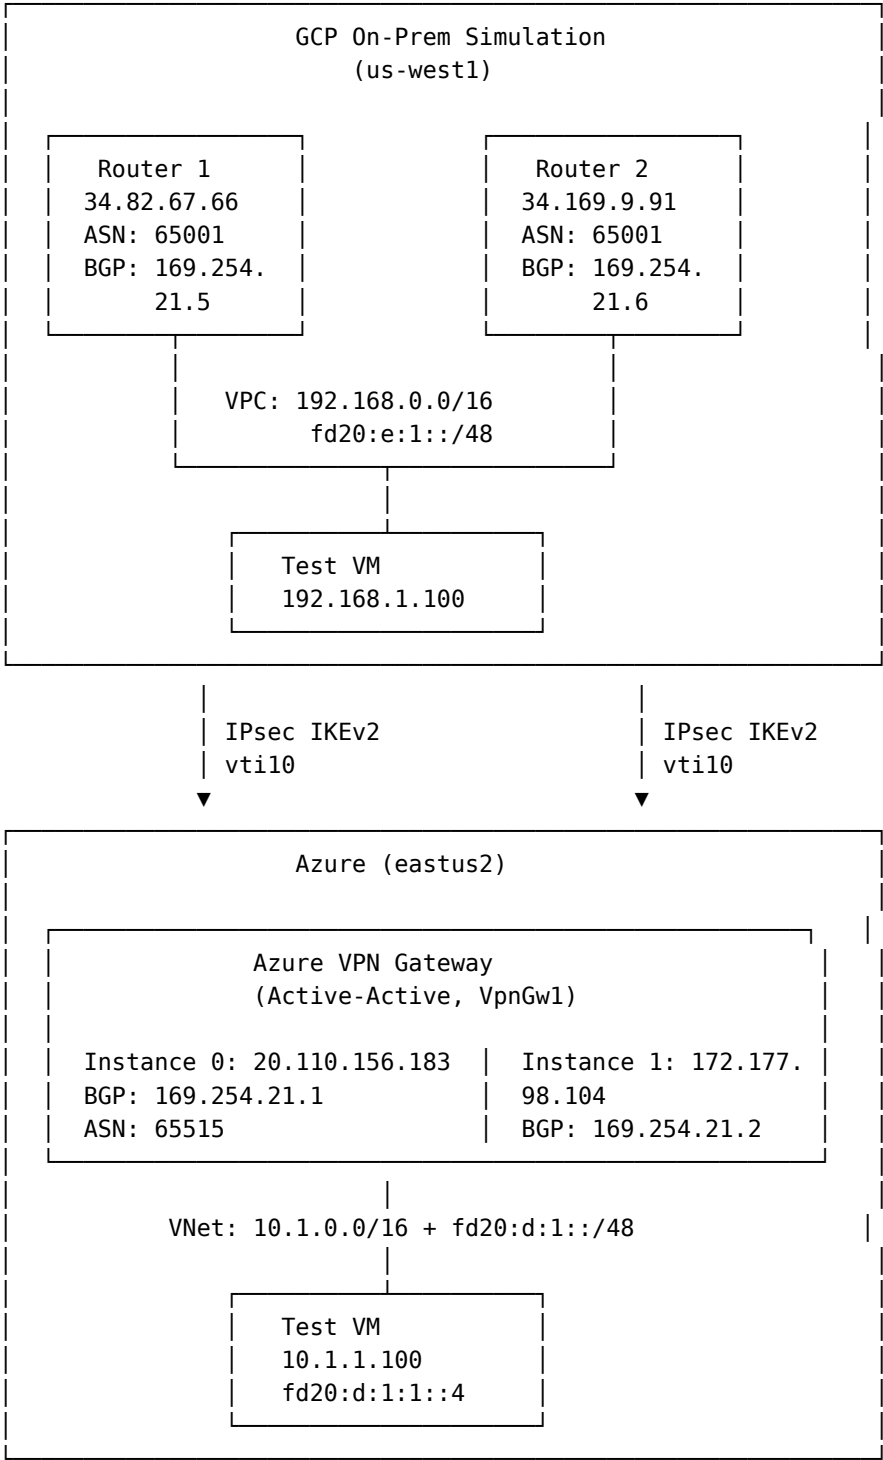 GCP On-Prem Simulation
(us-west1)
Router 1 Router 2
34.82.67.66 34.169.9.91
ASN: 65001 ASN: 65001
BGP: 169.254. BGP: 169.254.
21.5 21.6
VPC: 192.168.0.0/16
fd20:e:1::/48
Test VM
192.168.1.100
IPsec IKEv2 IPsec IKEv2
vti10 vti10
Azure (eastus2)
Azure VPN Gateway
(Active-Active, VpnGw1)
Instance 0: 20.110.156.183 Instance 1: 172.177.
BGP: 169.254.21.1 98.104
ASN: 65515 BGP: 169.254.21.2
VNet: 10.1.0.0/16 + fd20:d:1::/48
Test VM
10.1.1.100
fd20:d:1:1::4